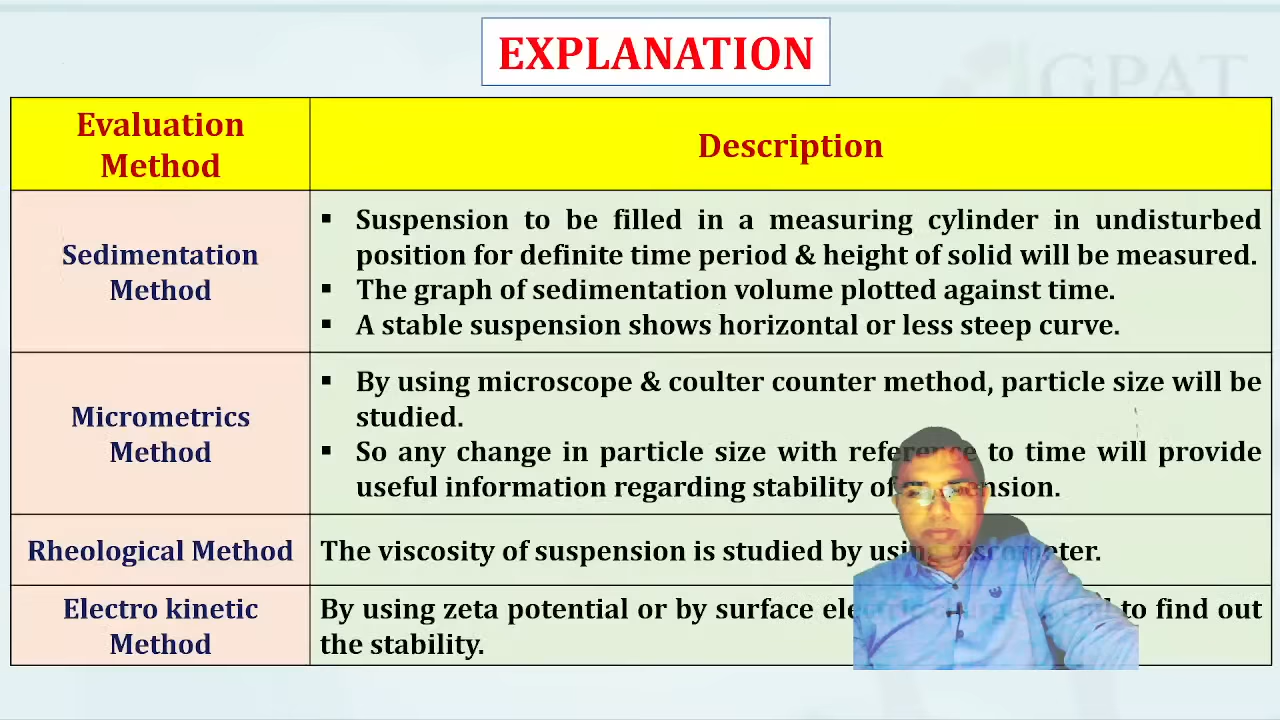 EXPLANATION
GPAT
Evaluation
Method
Description
Sedimentation
Method
▪ Suspension to be filled in a measuring cylinder in undisturbed
position for definite time period & height of solid will be measured.
▪ The graph of sedimentation volume plotted against time.
▪ A stable suspension shows horizontal or less steep curve.
Micrometrics
Method
▪ By using microscope & coulter counter method, particle size will be
studied.
▪ So any change in particle size with reference to time will provide
useful information regarding stability of suspension.
Rheological Method
The viscosity of suspension is studied by using viscometer.
Electro kinetic
Method
By using zeta potential or by surface electric to find out
the stability.